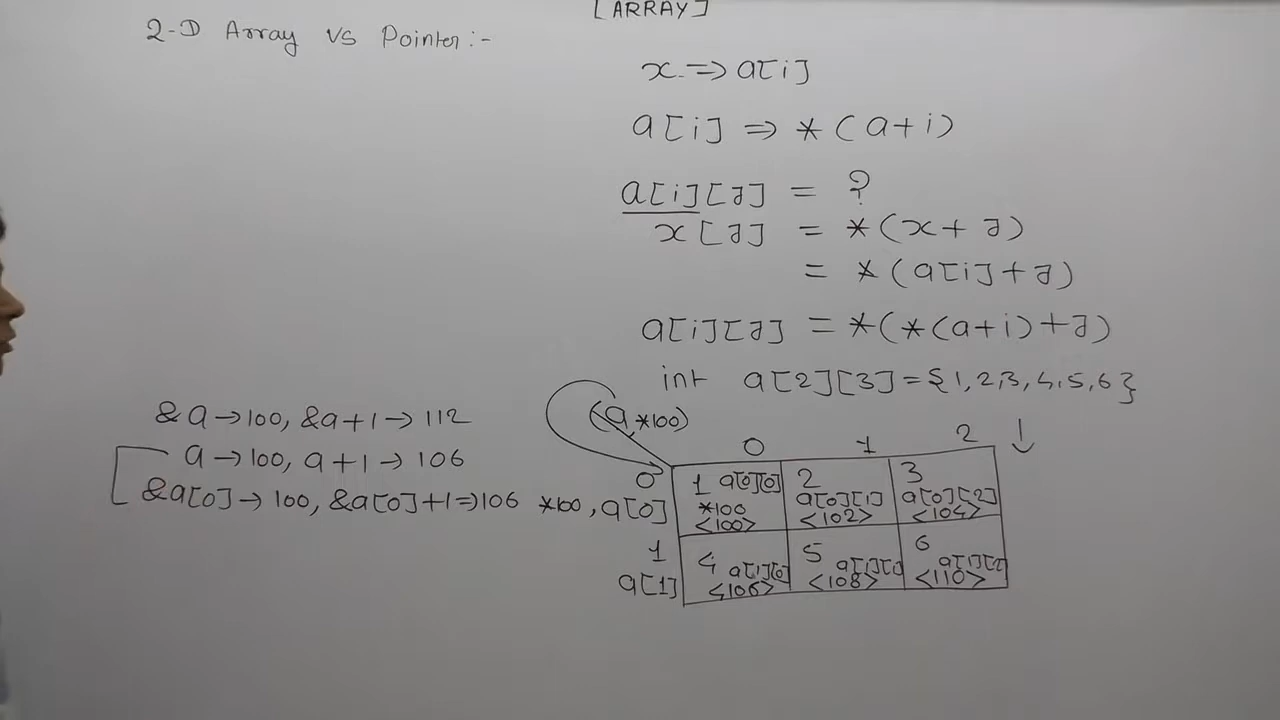 [ARRAY]
2-D Array vs Pointer:-
x => a[i]
a[i] => *(a+i)
a[i][j] = ?
x[j] = *(x+j)
= *(a[i]+j)
a[i][j] = *(*(a+i)+j)
int a[2][3]={1,2,3,4,5,6}
&a→100, &a+1→112
a→100, a+1→106
&a[0]→100, &a[0]+1=>106
(a,*100)
0 1 2
0 1 a[0][0] 2 3
*100, a[0] *100 a[0][1] a[0][2]
<100> <102> <104>
1 4 a[1][0] 5 a[1][1] 6 a[1][2]
a[1] <106> <108> <110>